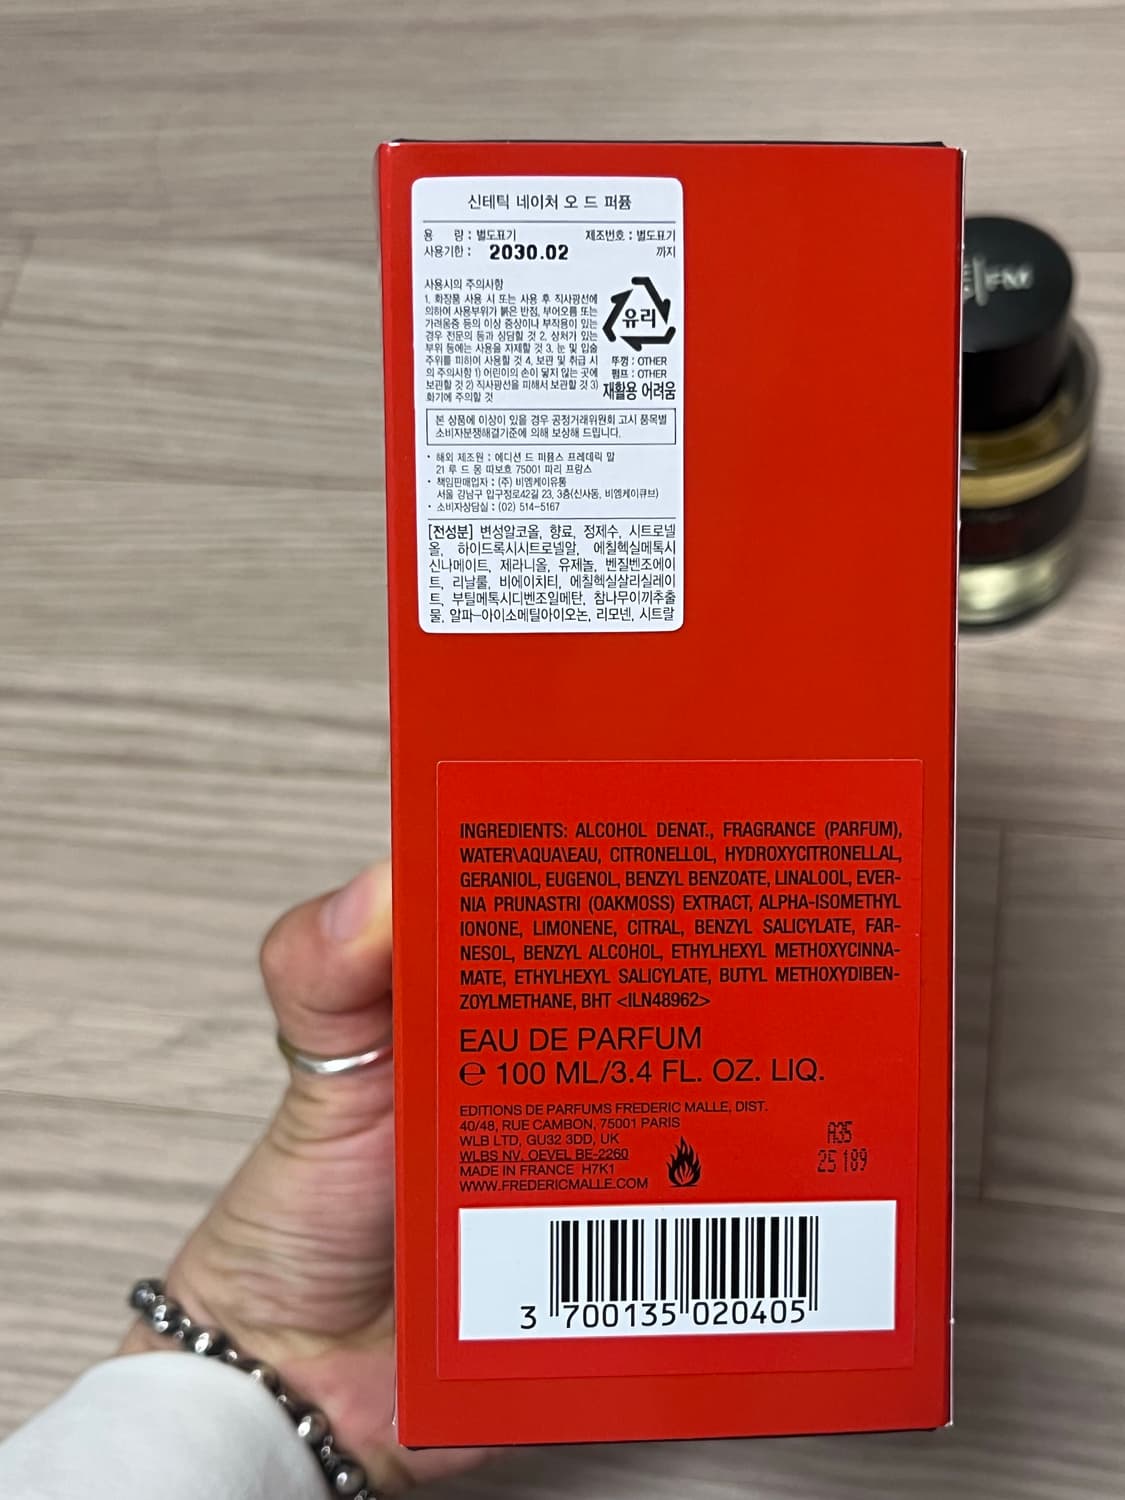 신테틱 네이처 오 드 퍼퓸
용 량 : 별도표기 제조번호 : 별도표기
사용기한 : 2030.02 까지
사용시의 주의사항
1. 화장품 사용 시 또는 사용 후 직사광선에
의하여 사용부위가 붉은 반점, 부어오름 또는
가려움증 등의 이상 증상이나 부작용이 있는
경우 전문의 등과 상담할 것 2. 상처가 있는
부위 등에는 사용을 자제할 것 3. 눈 및 입술
주위를 피하여 사용할 것 4. 보관 및 취급 시
의 주의사항 1) 어린이의 손이 닿지 않는 곳에
보관할 것 2) 직사광선을 피해서 보관할 것 3)
화기에 주의할 것
유리
뚜껑 : OTHER
펌프 : OTHER
재활용 어려움
본 상품에 이상이 있을 경우 공정거래위원회 고시 품목별
소비자분쟁해결기준에 의해 보상해 드립니다.
· 해외 제조원 : 에디션 드 퍼퓸스 프레데릭 말
21 루 드 몽 따보흐 75001 파리 프랑스
· 책임판매업자 : (주) 비엠케이유통
서울 강남구 압구정로42길 23, 3층(신사동, 비엠케이큐브)
· 소비자상담실 : (02) 514-5167
[전성분] 변성알코올, 향료, 정제수, 시트로넬
올, 하이드록시시트로넬알, 에칠헥실메톡시
신나메이트, 제라니올, 유제놀, 벤질벤조에이
트, 리날룰, 비에이치티, 에칠헥실살리실레이
트, 부틸메톡시디벤조일메탄, 참나무이끼추출
물, 알파-아이소메틸아이오논, 리모넨, 시트랄
INGREDIENTS: ALCOHOL DENAT., FRAGRANCE (PARFUM),
WATER\AQUA\EAU, CITRONELLOL, HYDROXYCITRONELLAL,
GERANIOL, EUGENOL, BENZYL BENZOATE, LINALOOL, EVER-
NIA PRUNASTRI (OAKMOSS) EXTRACT, ALPHA-ISOMETHYL
IONONE, LIMONENE, CITRAL, BENZYL SALICYLATE, FAR-
NESOL, BENZYL ALCOHOL, ETHYLHEXYL METHOXYCINNA-
MATE, ETHYLHEXYL SALICYLATE, BUTYL METHOXYDIBEN-
ZOYLMETHANE, BHT <ILN48962>
EAU DE PARFUM
℮ 100 ML/3.4 FL. OZ. LIQ.
EDITIONS DE PARFUMS FREDERIC MALLE, DIST.
40/48, RUE CAMBON, 75001 PARIS
WLB LTD, GU32 3DD, UK
WLBS NV. OEVEL BE-2260
MADE IN FRANCE H7K1
WWW.FREDERICMALLE.COM
A35
25 189
3 700135 020405